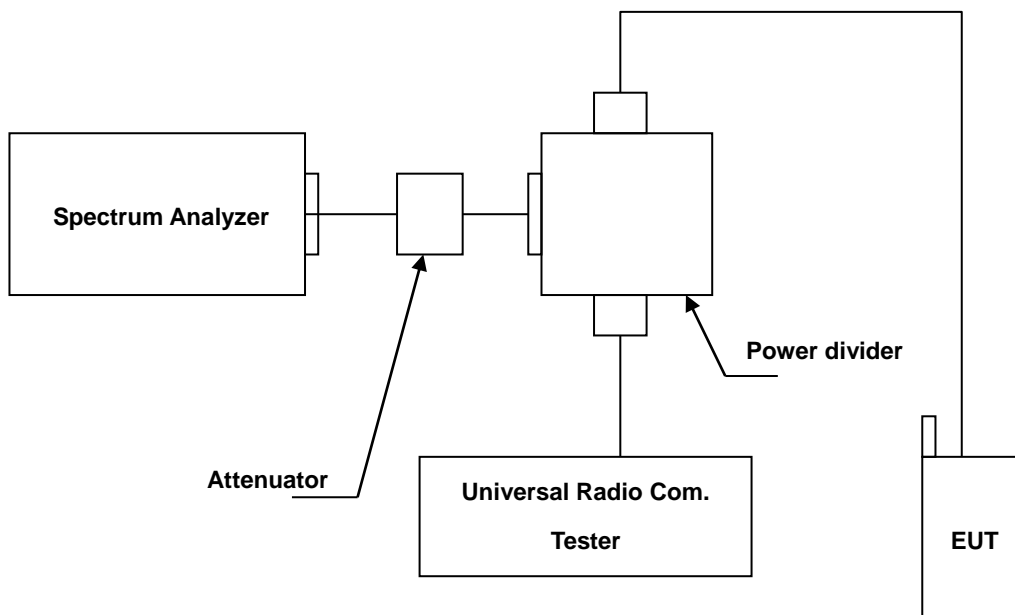 Spectrum Analyzer
Power divider
Attenuator
Universal Radio Com.
Tester
EUT